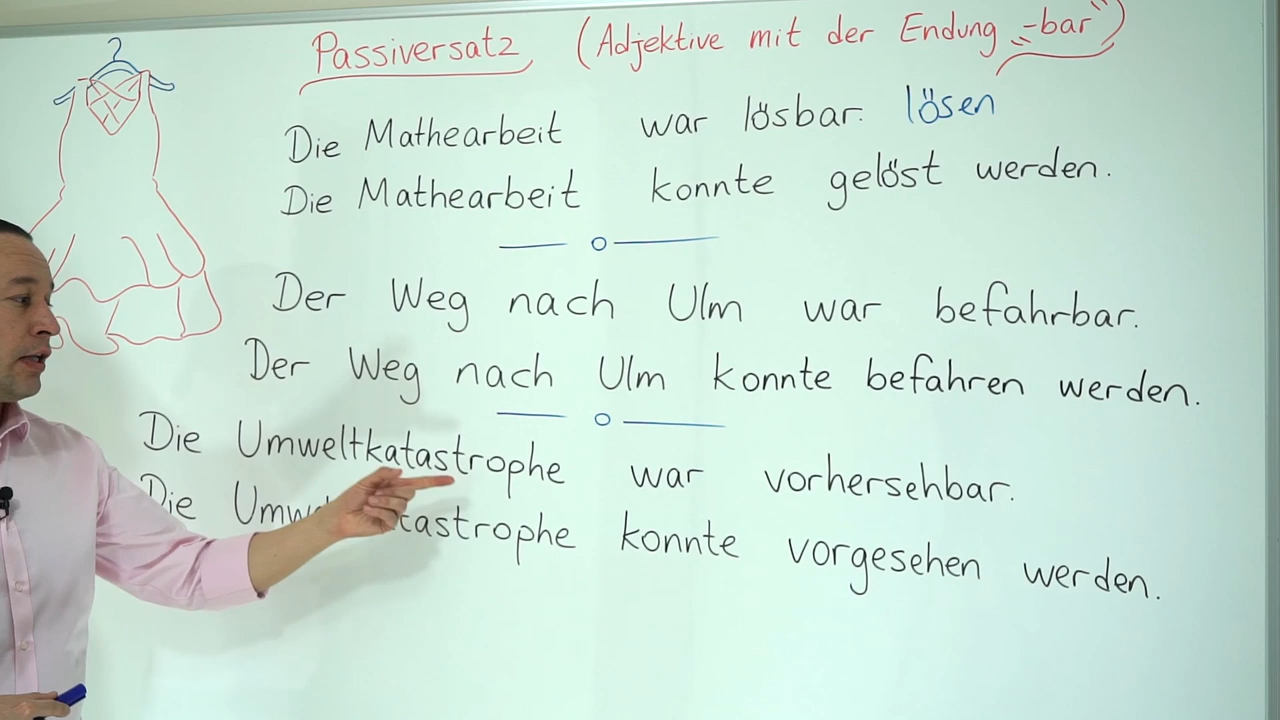 Passiversatz (Adjektive mit der Endung "-bar")
Die Mathearbeit war lösbar. lösen
Die Mathearbeit konnte gelöst werden.
Der Weg nach Ulm war befahrbar.
Der Weg nach Ulm konnte befahren werden.
Die Umweltkatastrophe war vorhersehbar.
Die konnte vorgesehen werden.